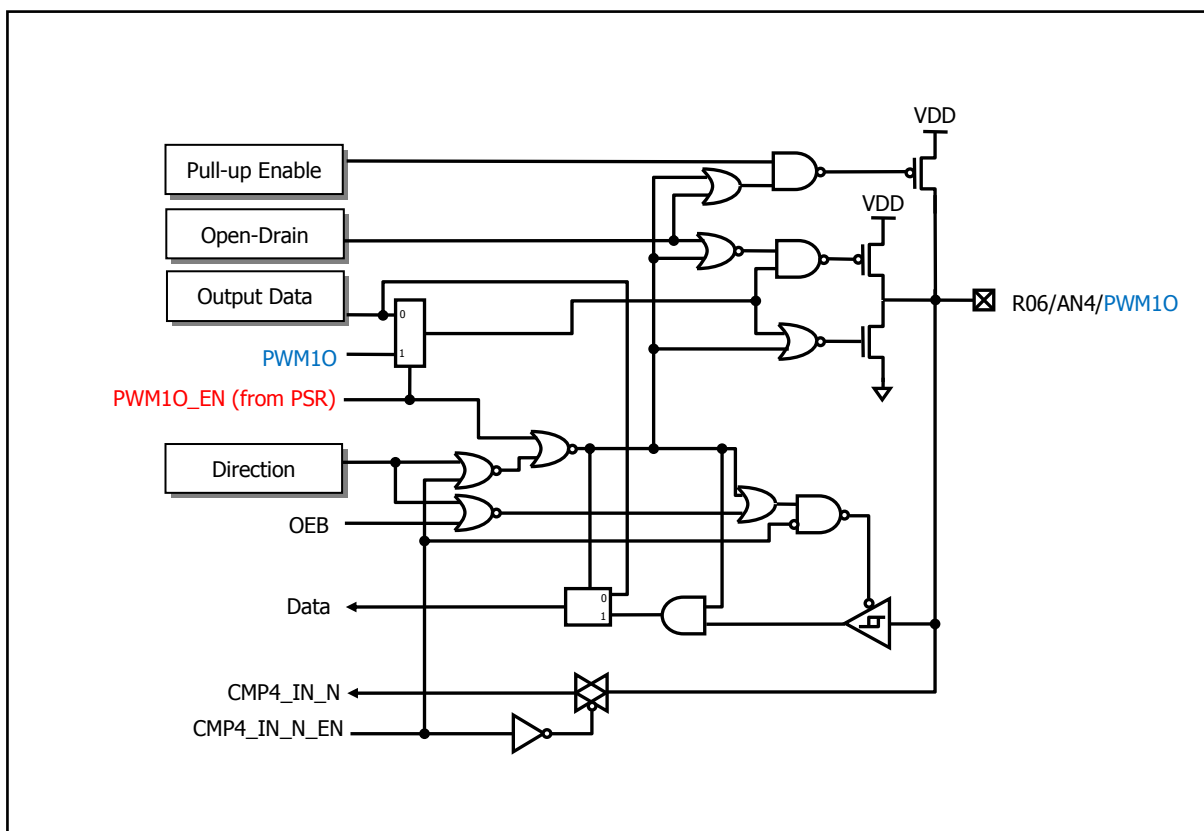 VDD
Pull-up Enable
VDD
Open-Drain
Output Data
0
R06/AN4/PWM1O
PWM1O
1
PWM1O_EN (from PSR)
Direction
OEB
0
Data
1
CMP4_IN_N
CMP4_IN_N_EN